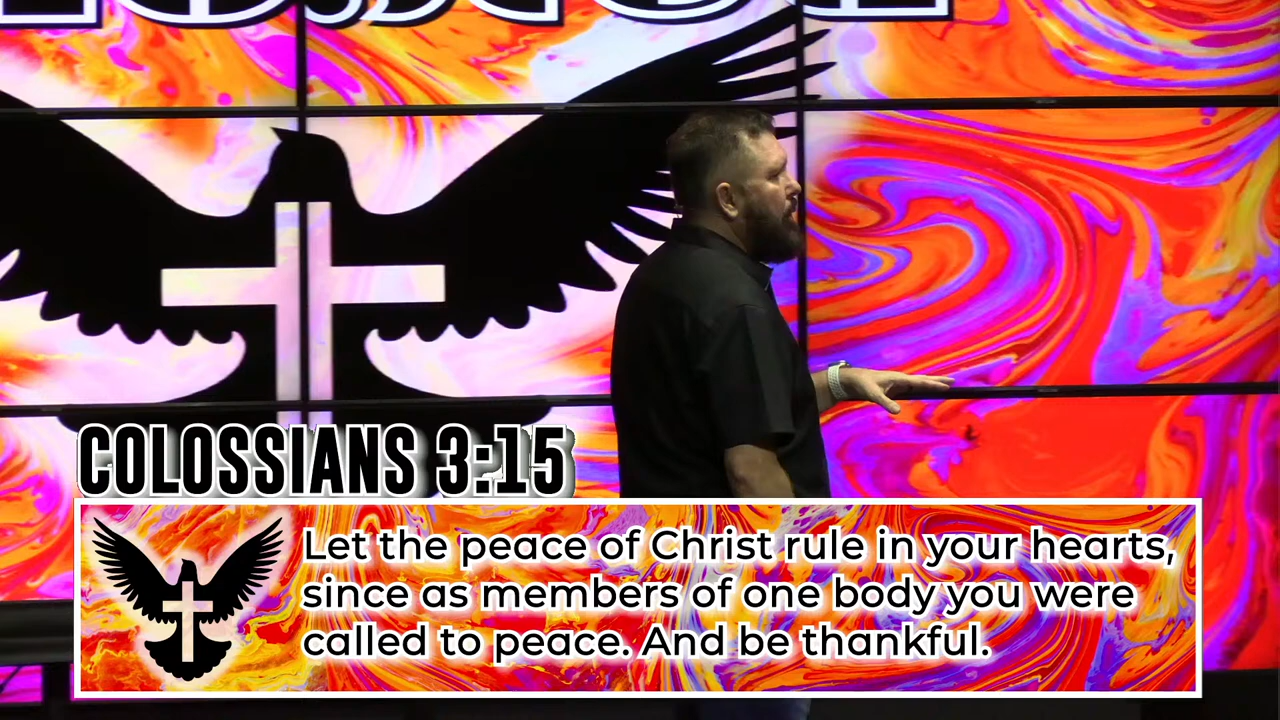 COLOSSIANS 3:15
Let the peace of Christ rule in your hearts,
since as members of one body you were
called to peace. And be thankful.